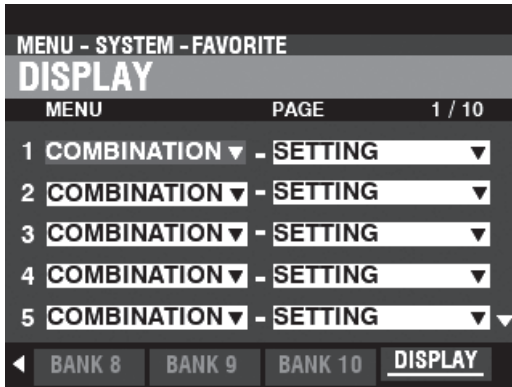 MENU - SYSTEM - FAVORITE
DISPLAY
MENU PAGE 1 / 10
1 COMBINATION ▼ - SETTING ▼
2 COMBINATION ▼ - SETTING ▼
3 COMBINATION ▼ - SETTING ▼
4 COMBINATION ▼ - SETTING ▼
5 COMBINATION ▼ - SETTING ▼
BANK 8 BANK 9 BANK 10 DISPLAY